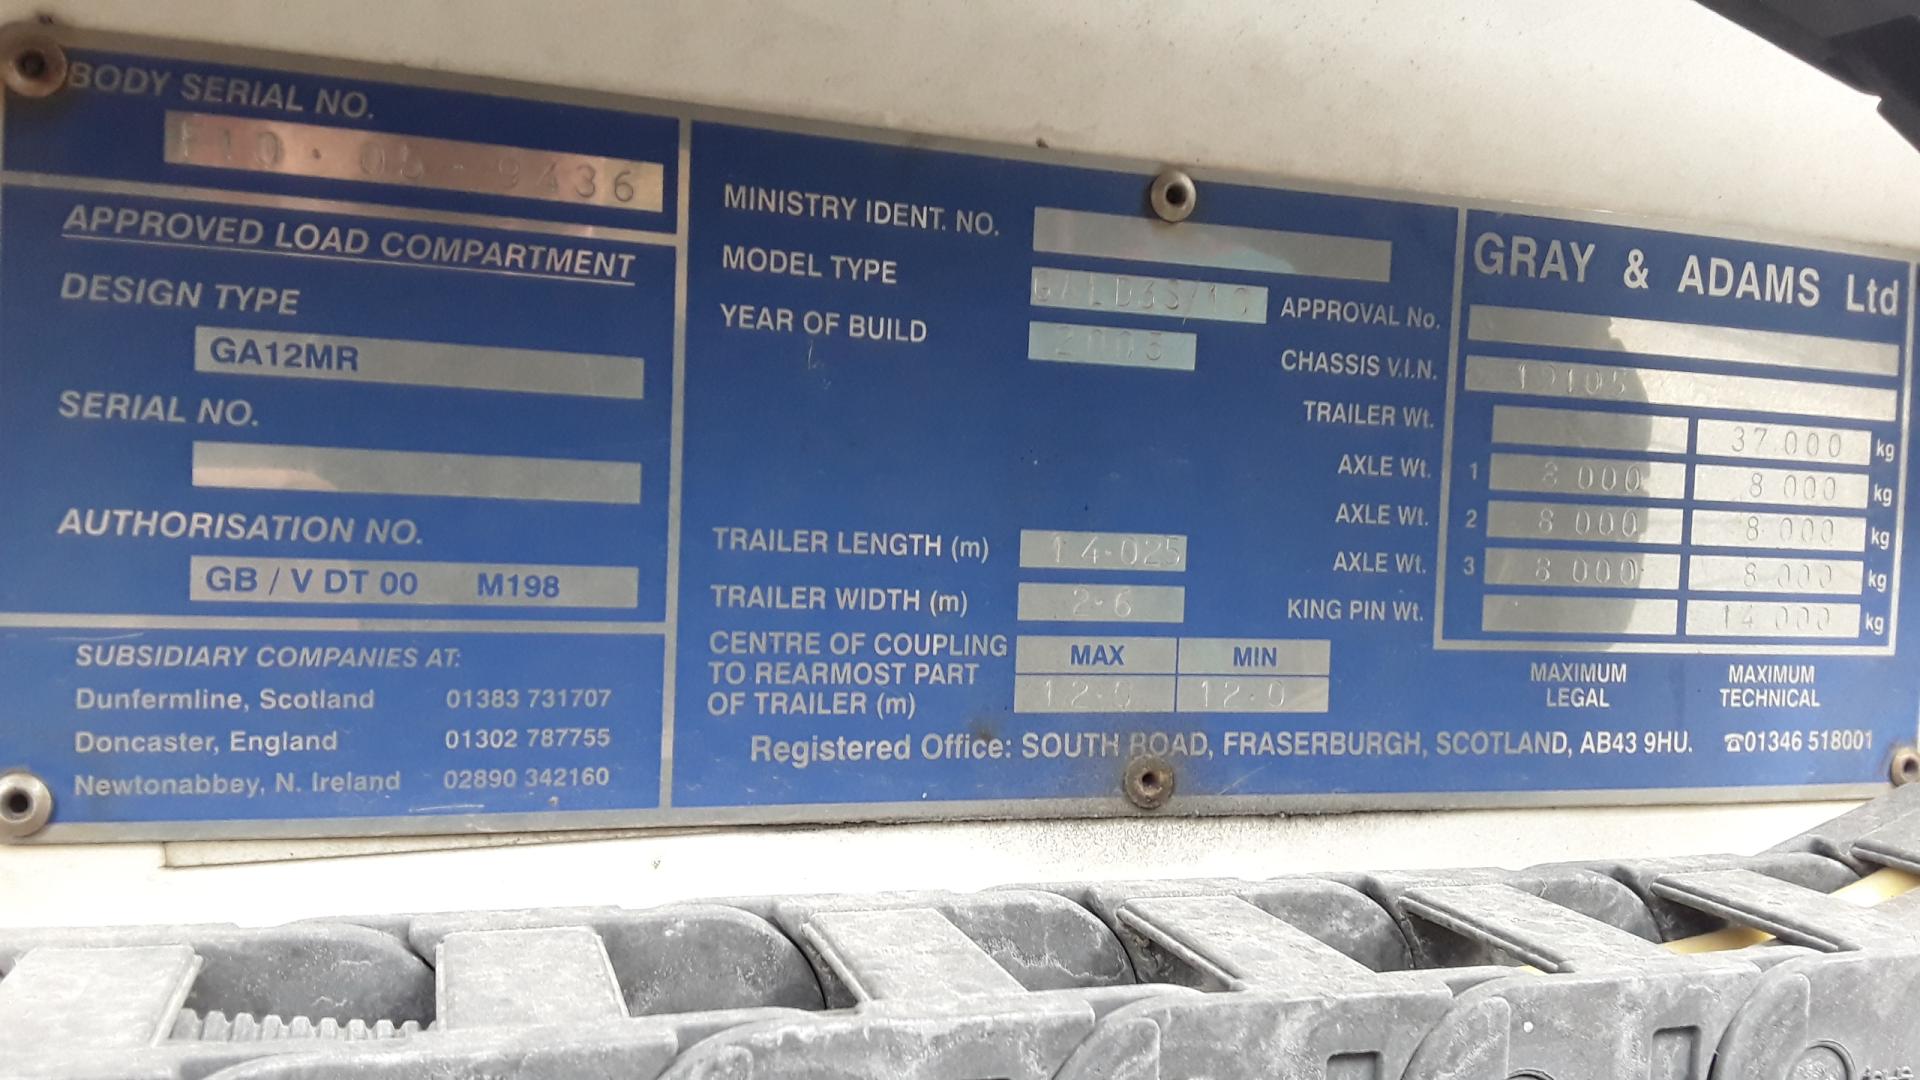 BODY SERIAL NO.
9436
APPROVED LOAD COMPARTMENT
DESIGN TYPE
GA12MR
SERIAL NO.
AUTHORISATION NO.
GB / V DT 00 M198
SUBSIDIARY COMPANIES AT:
Dunfermline, Scotland 01383 731707
Doncaster, England 01302 787755
Newtonabbey, N. Ireland 02890 342160
MINISTRY IDENT. NO.
MODEL TYPE
YEAR OF BUILD
TRAILER LENGTH (m) 14·025
TRAILER WIDTH (m) 2·6
CENTRE OF COUPLING
TO REARMOST PART
OF TRAILER (m)
MAX MIN
12·0 12·0
GRAY & ADAMS Ltd
APPROVAL No.
CHASSIS V.I.N.
TRAILER Wt. 37 000 kg
AXLE Wt. 1 8 000 8 000 kg
AXLE Wt. 2 8 000 8 000 kg
AXLE Wt. 3 8 000 8 000 kg
KING PIN Wt. 14 000 kg
MAXIMUM LEGAL
MAXIMUM TECHNICAL
Registered Office: SOUTH ROAD, FRASERBURGH, SCOTLAND, AB43 9HU. ☎01346 518001